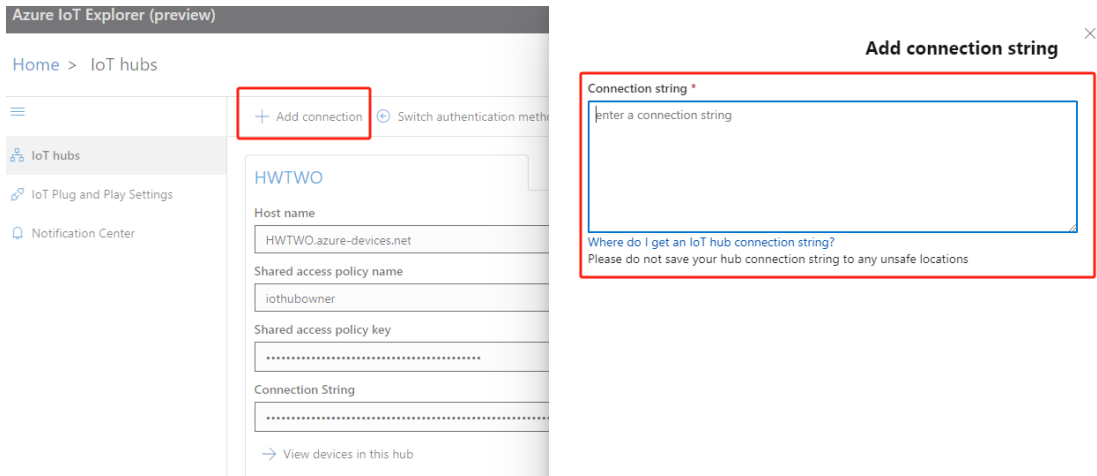 Azure IoT Explorer (preview)
Home > IoT hubs
+ Add connection
Switch authentication metho
IoT hubs
IoT Plug and Play Settings
Notification Center
HWTWO
Host name
HWTWO.azure-devices.net
Shared access policy name
iothubowner
Shared access policy key
••••••••••••••••••••••••••••••••••••••••••••
Connection String
••••••••••••••••••••••••••••••••••••••••••••••••••••••••••
→ View devices in this hub
Add connection string
Connection string *
enter a connection string
Where do I get an IoT hub connection string?
Please do not save your hub connection string to any unsafe locations